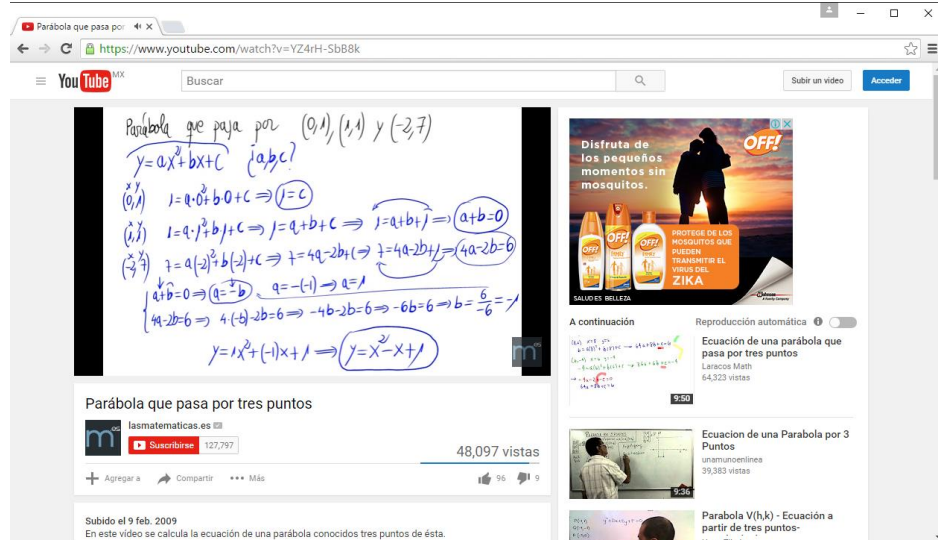 Parábola que pasa por
https://www.youtube.com/watch?v=YZ4rH-SbB8k
YouTube MX
Buscar
Subir un video
Acceder
Parábola que pasa por (0,1), (1,1) y (-2,7)
y=ax²+bx+c ¿a,b,c?
x y
(0,1) 1=a·0²+b·0+c ⇒ 1=c
x y
(1,1) 1=a·1²+b·1+c ⇒ 1=a+b+c ⇒ 1=a+b+1 ⇒ a+b=0
x y
(-2,7) 7=a(-2)²+b(-2)+c ⇒ 7=4a-2b+c ⇒ 7=4a-2b+1 ⇒ 4a-2b=6
a+b=0 ⇒ a=-b a=-(-1) ⇒ a=1
4a-2b=6 ⇒ 4·(-b)-2b=6 ⇒ -4b-2b=6 ⇒ -6b=6 ⇒ b=6/-6=-1
y=1x²+(-1)x+1 ⇒ y=x²-x+1
m
Parábola que pasa por tres puntos
m
lasmatematicas.es
Suscribirse 127,797
48,097 vistas
Agregar a
Compartir
Más
96
9
Subido el 9 feb. 2009
En este vídeo se calcula la ecuación de una parábola conocidos tres puntos de ésta.
Disfruta de
los pequeños
momentos sin
mosquitos.
OFF!
OFF!
OFF!
OFF!
PROTEGE DE LOS
MOSQUITOS QUE
PUEDEN
TRANSMITIR EL
VIRUS DEL
ZIKA
SALUD ES BELLEZA
A continuación
Reproducción automática
Ecuación de una parábola que
pasa por tres puntos
Laracos Math
64,323 vistas
9:50
Ecuacion de una Parabola por 3
Puntos
unamunoenlinea
39,383 vistas
9:36
Parabola V(h,k) - Ecuación a
partir de tres puntos-